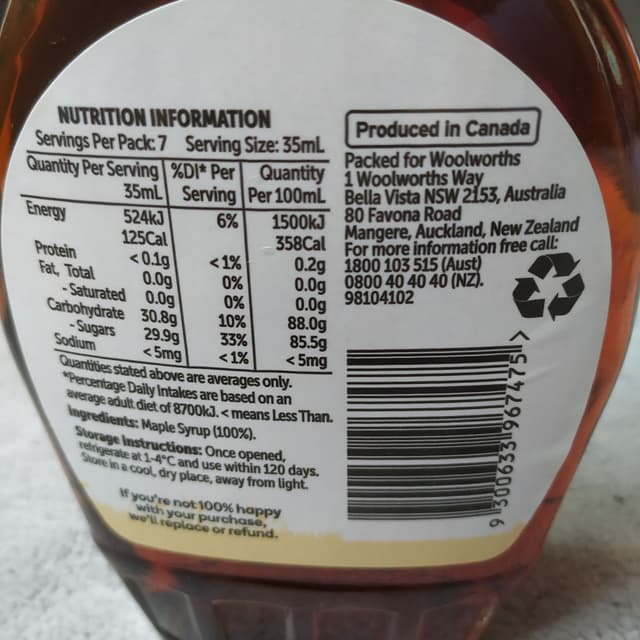 NUTRITION INFORMATION
Servings Per Pack: 7 Serving Size: 35mL
Quantity Per Serving 35mL %DI* Per Serving Quantity Per 100mL
Energy 524kJ 6% 1500kJ
125Cal 358Cal
Protein <0.1g <1% 0.2g
Fat, Total 0.0g 0% 0.0g
- Saturated 0.0g 0% 0.0g
Carbohydrate 30.8g 10% 88.0g
- Sugars 29.9g 33% 85.5g
Sodium <5mg <1% <5mg
Quantities stated above are averages only.
*Percentage Daily Intakes are based on an
average adult diet of 8700kJ. < means Less Than.
Ingredients: Maple Syrup (100%).
Storage Instructions: Once opened,
refrigerate at 1-4°C and use within 120 days.
Store in a cool, dry place, away from light.
If you're not 100% happy
with your purchase,
we'll replace or refund.
Produced in Canada
Packed for Woolworths
1 Woolworths Way
Bella Vista NSW 2153, Australia
80 Favona Road
Mangere, Auckland, New Zealand
For more information free call:
1800 103 515 (Aust)
0800 40 40 40 (NZ).
98104102
9 300633 967475 >